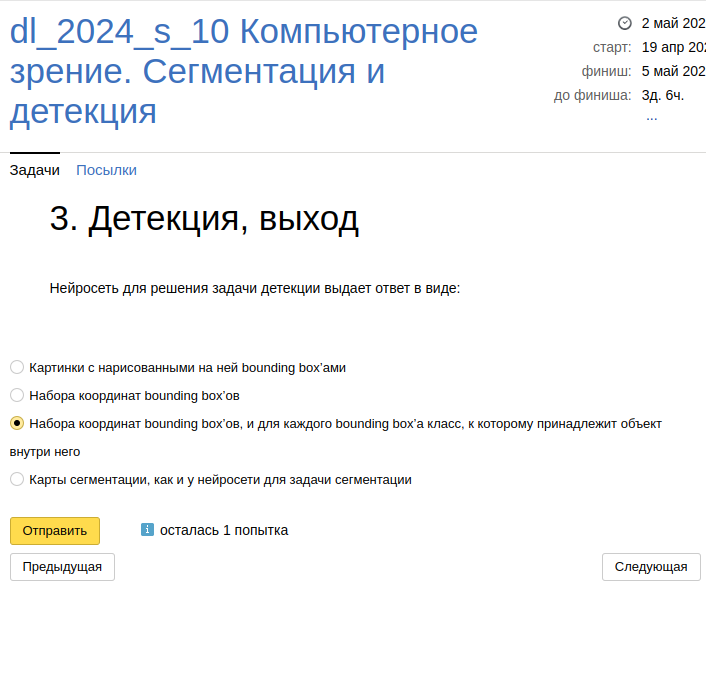 dl_2024_s_10 Компьютерное
зрение. Сегментация и
детекция
2 май 202
старт: 19 апр 202
финиш: 5 май 202
до финиша: 3д. 6ч.
...
Задачи Посылки
3. Детекция, выход
Нейросеть для решения задачи детекции выдает ответ в виде:
Картинки с нарисованными на ней bounding box’ами
Набора координат bounding box’ов
Набора координат bounding box’ов, и для каждого bounding box’а класс, к которому принадлежит объект
внутри него
Карты сегментации, как и у нейросети для задачи сегментации
Отправить осталась 1 попытка
Предыдущая Следующая